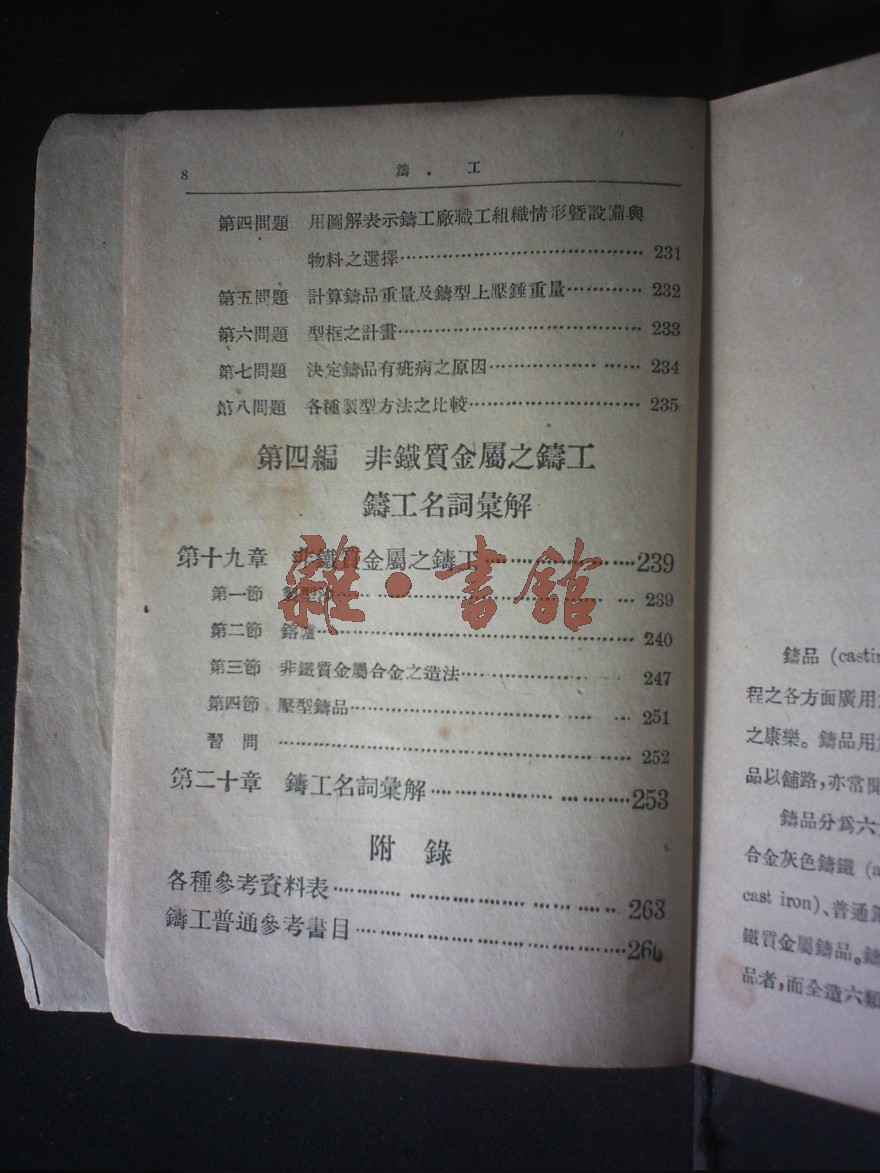 8
鑄 . 工
第四問題 用圖解表示鑄工廠職工組織情形曁設備與
物料之選擇…………………………………231
第五問題 計算鑄品重量及鑄型上壓錘重量…………232
第六問題 型框之計畫…………………………………233
第七問題 決定鑄品有疵病之原因……………………234
第八問題 各種製型方法之比較………………………235
第四編 非鐵質金屬之鑄工
鑄工名詞彙解
第十九章 非鐵質金屬之鑄工……………………239
第一節 製型……………………………………239
第二節 鎔爐……………………………………240
第三節 非鐵質金屬合金之造法………………247
第四節 壓型鑄品………………………………251
習 問 …………………………………………252
第二十章 鑄工名詞彙解…………………………253
附 錄
各種參考資料表…………………………………263
鑄工普通參考書目………………………………26
雜·書館
鑄品 (castin
程之各方面廣用
之康樂。鑄品用
品以舖路，亦常
鑄品分爲六
合金灰色鑄鐵 (a
cast iron)、普通
鐵質金屬鑄品。
品者，而全造六類